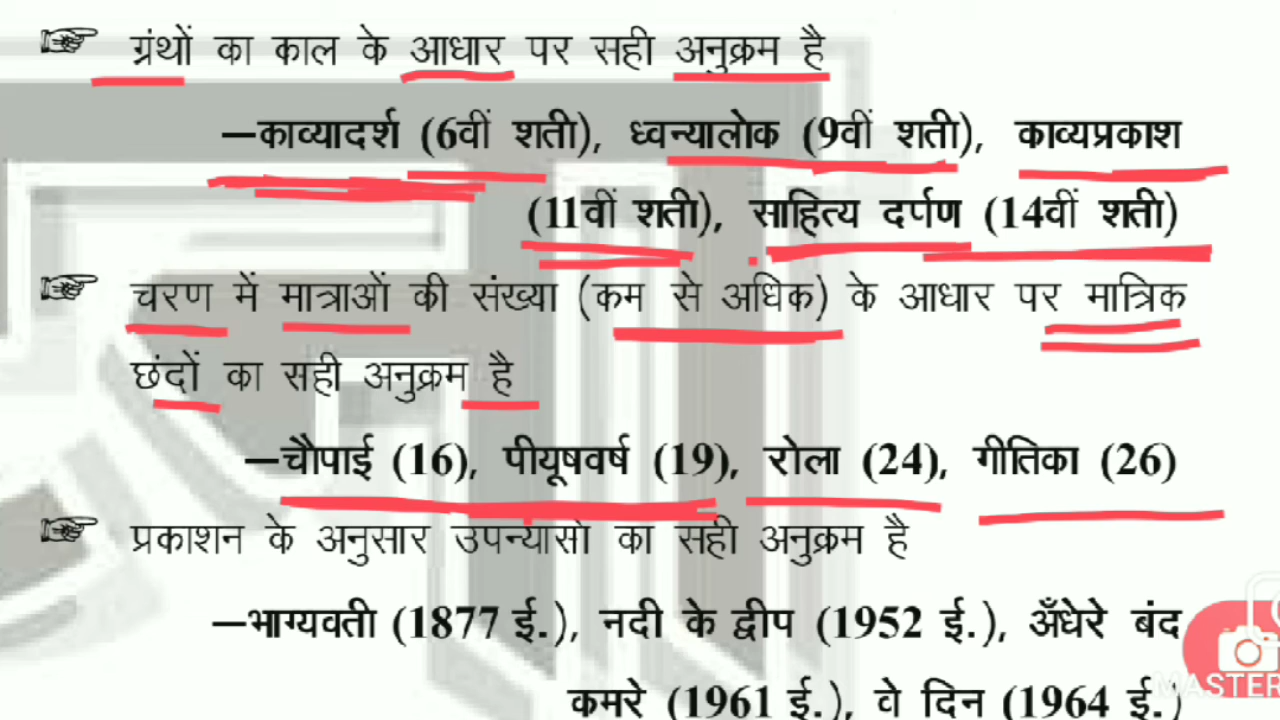 ग्रंथों का काल के आधार पर सही अनुक्रम है
–काव्यादर्श (6वीं शती), ध्वन्यालोक (9वीं शती), काव्यप्रकाश
(11वीं शती), साहित्य दर्पण (14वीं शती)
चरण में मात्राओं की संख्या (कम से अधिक) के आधार पर मात्रिक
छंदों का सही अनुक्रम है
–चौपाई (16), पीयूषवर्ष (19), रोला (24), गीतिका (26)
प्रकाशन के अनुसार उपन्यासों का सही अनुक्रम है
–भाग्यवती (1877 ई.), नदी के द्वीप (1952 ई.), अँधेरे बंद
कमरे (1961 ई.), वे दिन (1964 ई.)
MASTER